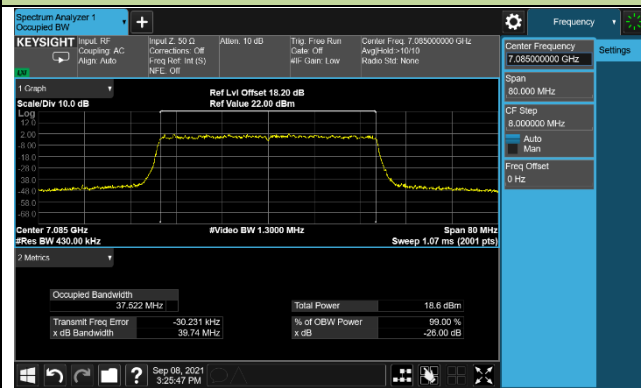 Spectrum Analyzer 1
Occupied BW
+
Frequency
KEYSIGHT
Input: RF
Coupling: AC
Align: Auto
Input Z: 50 Ω
Corrections: Off
Freq Ref: Int (S)
NFE: Off
Atten: 10 dB
Trig: Free Run
Gate: Off
#IF Gain: Low
Center Freq: 7.085000000 GHz
Avg|Hold:>10/10
Radio Std: None
LXI
Center Frequency
7.085000000 GHz
Settings
Span
80.000 MHz
CF Step
8.000000 MHz
Auto
Man
Freq Offset
0 Hz
1 Graph
Scale/Div 10.0 dB
Ref Lvl Offset 18.20 dB
Ref Value 22.00 dBm
Log
12.0
2.00
-8.00
-18.0
-28.0
-38.0
-48.0
-58.0
-68.0
Center 7.085 GHz
#Video BW 1.3000 MHz
Span 80 MHz
#Res BW 430.00 kHz
Sweep 1.07 ms (2001 pts)
2 Metrics
Occupied Bandwidth
37.522 MHz
Total Power 18.6 dBm
Transmit Freq Error -30.231 kHz
% of OBW Power 99.00 %
x dB Bandwidth 39.74 MHz
x dB -26.00 dB
?
Sep 08, 2021
3:25:47 PM